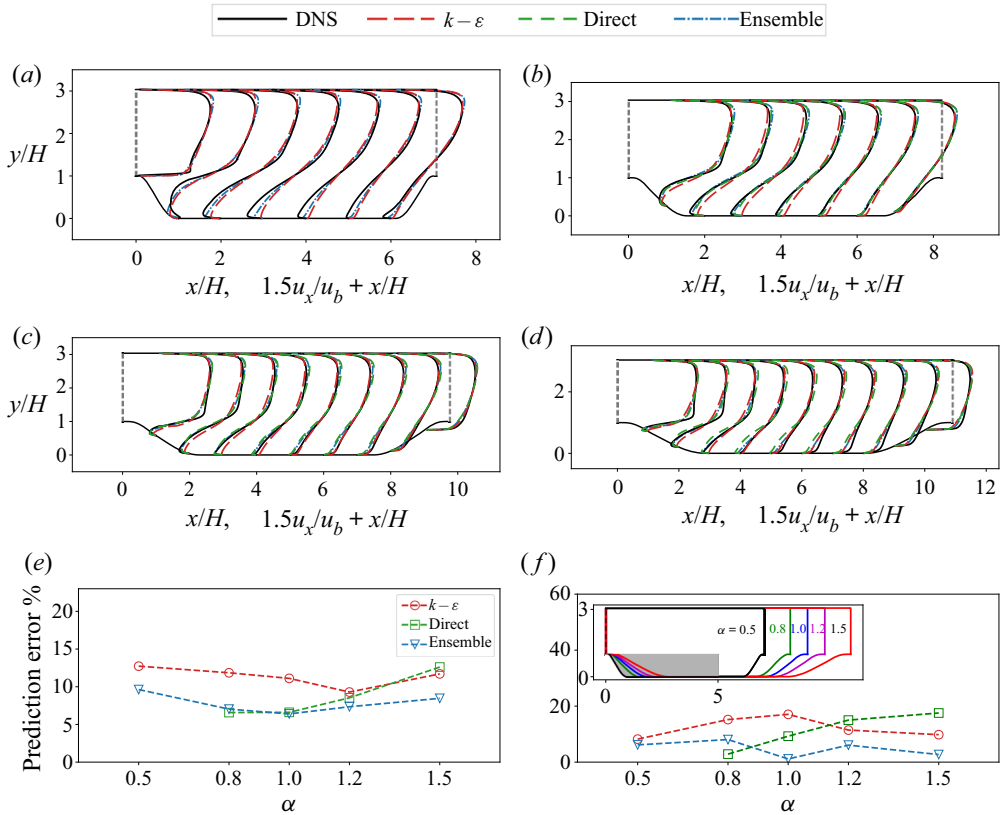 DNS k − ε Direct Ensemble
(a) (b)
3
2
1
0
y/H
0 2 4 6 8
x/H, 1.5u_x/u_b + x/H
3
2
1
0
0 2 4 6 8
x/H, 1.5u_x/u_b + x/H
(c) (d)
3
2
1
0
y/H
0 2 4 6 8 10
x/H, 1.5u_x/u_b + x/H
2
0
0 2 4 6 8 10 12
x/H, 1.5u_x/u_b + x/H
(e) (f)
20
15
10
5
0
Prediction error %
k − ε
Direct
Ensemble
0.5 0.8 1.0 1.2 1.5
α
60
40
20
0
3
0
α = 0.5 0.8 1.0 1.2 1.5
0 5
0.5 0.8 1.0 1.2 1.5
α